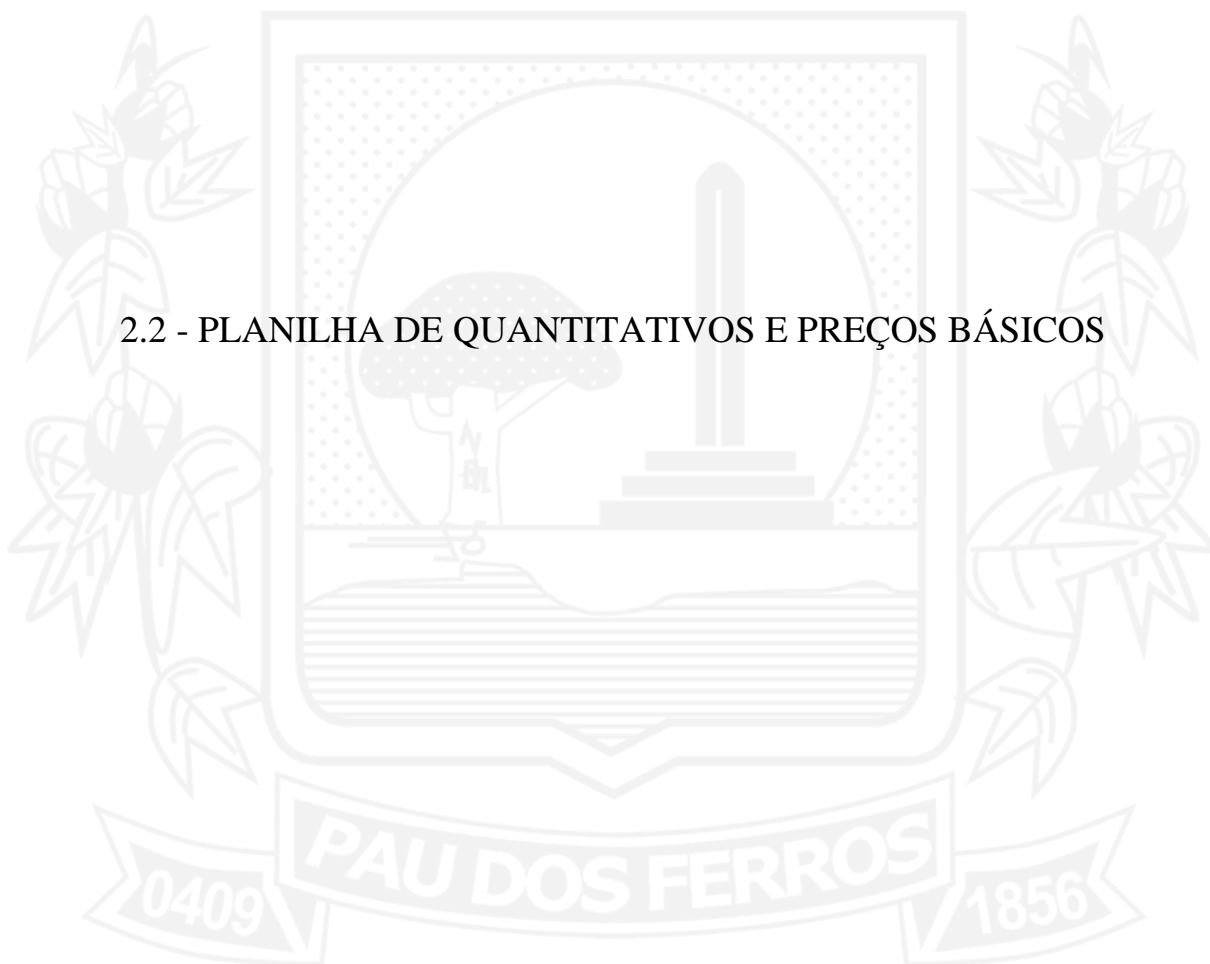 2.2 - PLANILHA DE QUANTITATIVOS E PREÇOS BÁSICOS
PAU DOS FERROS
0409
1856